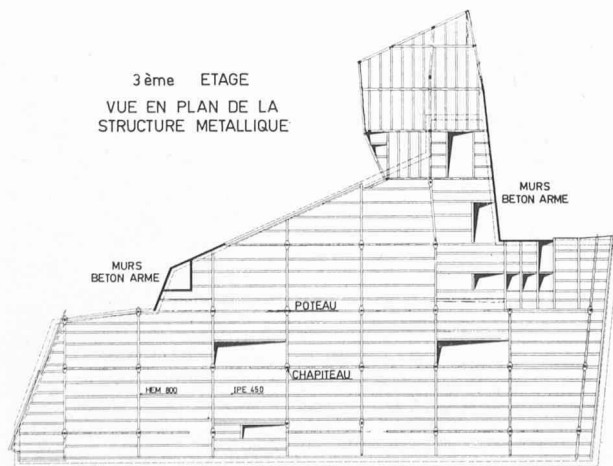 3ème ETAGE
VUE EN PLAN DE LA
STRUCTURE METALLIQUE
MURS
BETON ARME
MURS
BETON ARME
POTEAU
CHAPITEAU
HEM 800
IPE 450